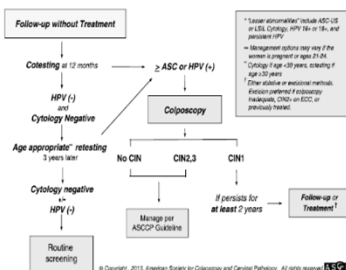 Follow-up without Treatment
Cotesting at 12 months
HPV (-)
and
Cytology Negative
Age appropriate** retesting
3 years later
Cytology negative
+/-
HPV (-)
Routine
screening
≥ ASC or HPV (+)
Colposcopy
No CIN
CIN2,3
CIN1
Manage per
ASCCP Guideline
If persists for
at least 2 years
Follow-up or
Treatment†
* "Lesser abnormalities" include ASC-US
or LSIL Cytology, HPV 16+ or 18+, and
persistent HPV
Management options may vary if the
woman is pregnant or ages 21-24.
** Cytology if age <30 years, cotesting if
age ≥30 years
† Either ablative or excisional methods.
Excision preferred if colposcopy
inadequate, CIN2+ on ECC, or
previously treated.
© Copyright, 2013, American Society for Colposcopy and Cervical Pathology. All rights reserved